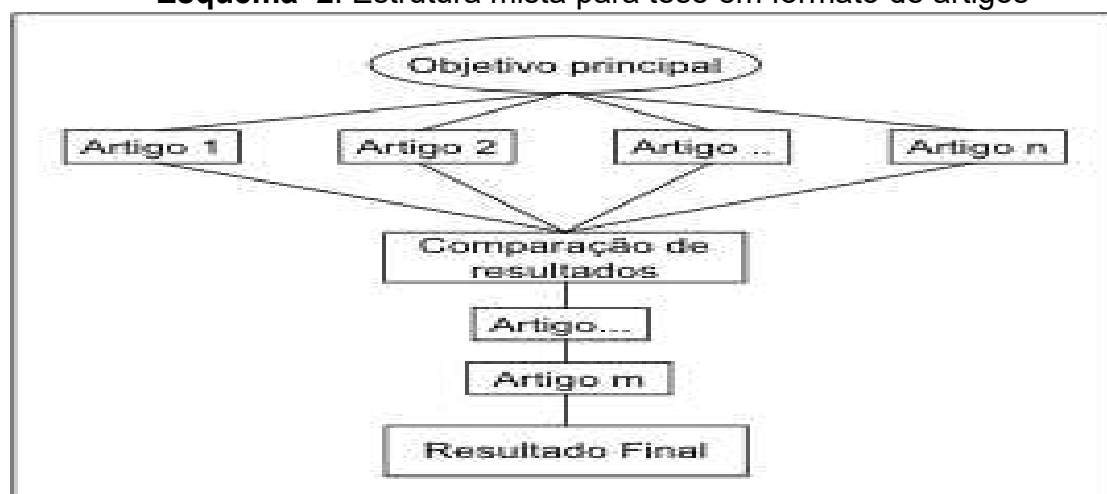 Esquema 2: Estrutura mista para tese em formato de artigos
Objetivo principal
Artigo 1
Artigo 2
Artigo ..
Artigo n
Comparação de
resultados
Artigo...
Artigo m
Resultado Final